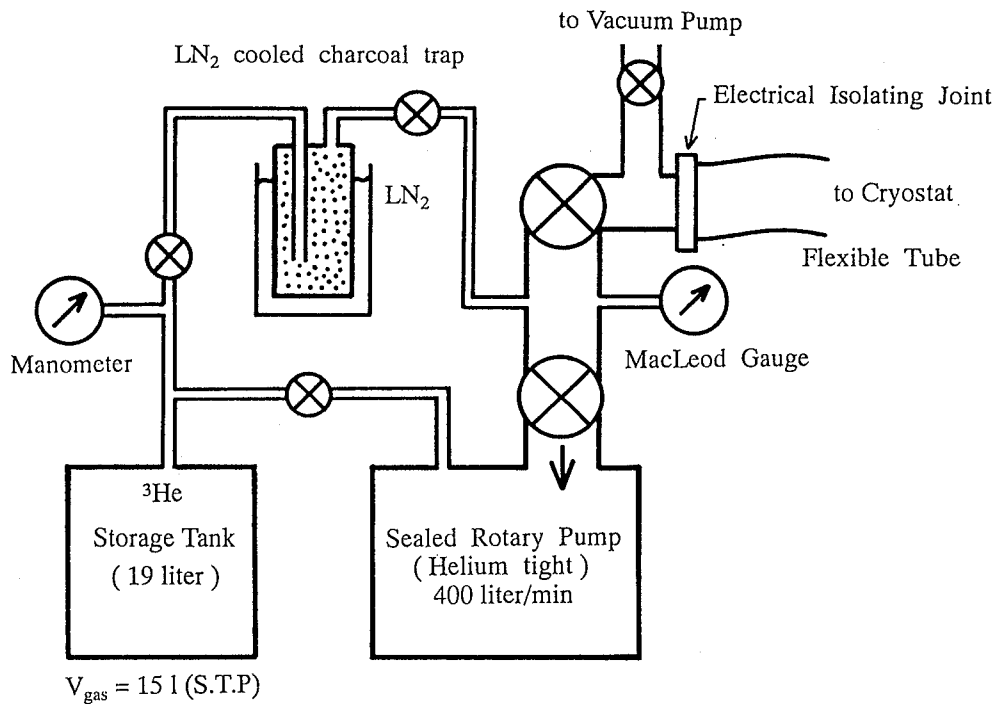 to Vacuum Pump
LN₂ cooled charcoal trap
Electrical Isolating Joint
LN₂
to Cryostat
Flexible Tube
Manometer
MacLeod Gauge
³He
Storage Tank
( 19 liter )
Sealed Rotary Pump
( Helium tight )
400 liter/min
V_gas = 15 l (S.T.P)